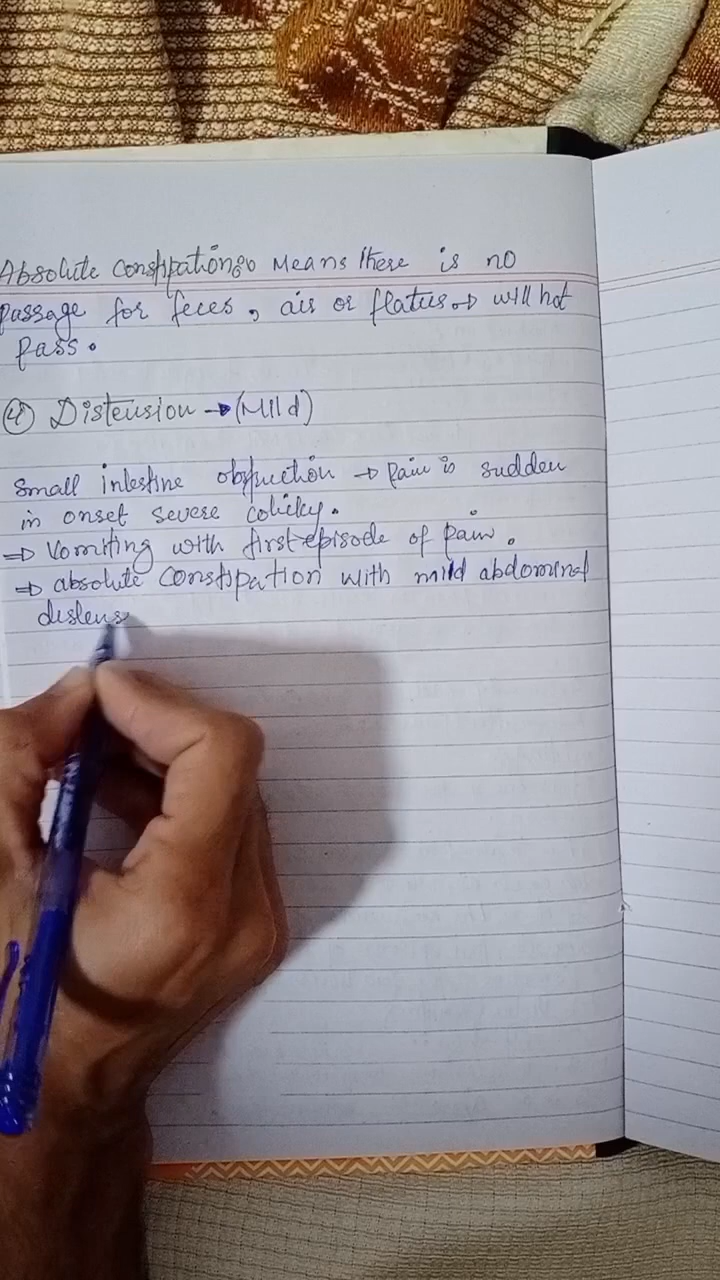 Absolute Constipation:o Means there is no
passage for feces, air or flatus → will not
pass.
④ Distension → (Mild)
Small intestine obstruction → pain is sudden
in onset severe colicky.
⇒ Vomiting with first episode of pain.
⇒ absolute constipation with mild abdominal
distens